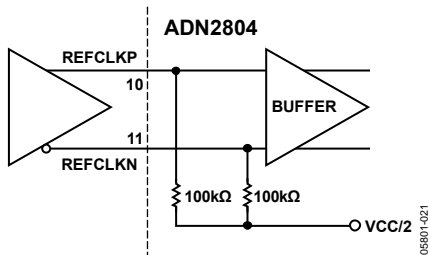 ADN2804
REFCLKP
10
BUFFER
11
REFCLKN
100kΩ
100kΩ
VCC/2
05801-021